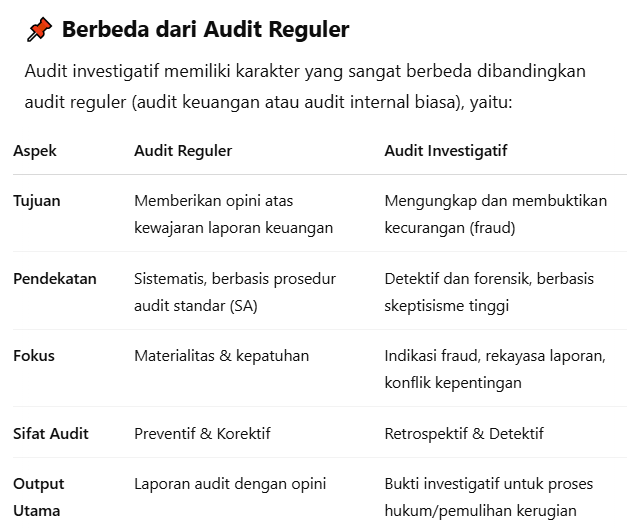 📌 Berbeda dari Audit Reguler
Audit investigatif memiliki karakter yang sangat berbeda dibandingkan
audit reguler (audit keuangan atau audit internal biasa), yaitu:
Aspek Audit Reguler Audit Investigatif
Tujuan Memberikan opini atas Mengungkap dan membuktikan
kewajaran laporan keuangan kecurangan (fraud)
Pendekatan Sistematis, berbasis prosedur Detektif dan forensik, berbasis
audit standar (SA) skeptisisme tinggi
Fokus Materialitas & kepatuhan Indikasi fraud, rekayasa laporan,
konflik kepentingan
Sifat Audit Preventif & Korektif Retrospektif & Detektif
Output Laporan audit dengan opini Bukti investigatif untuk proses
Utama hukum/pemulihan kerugian